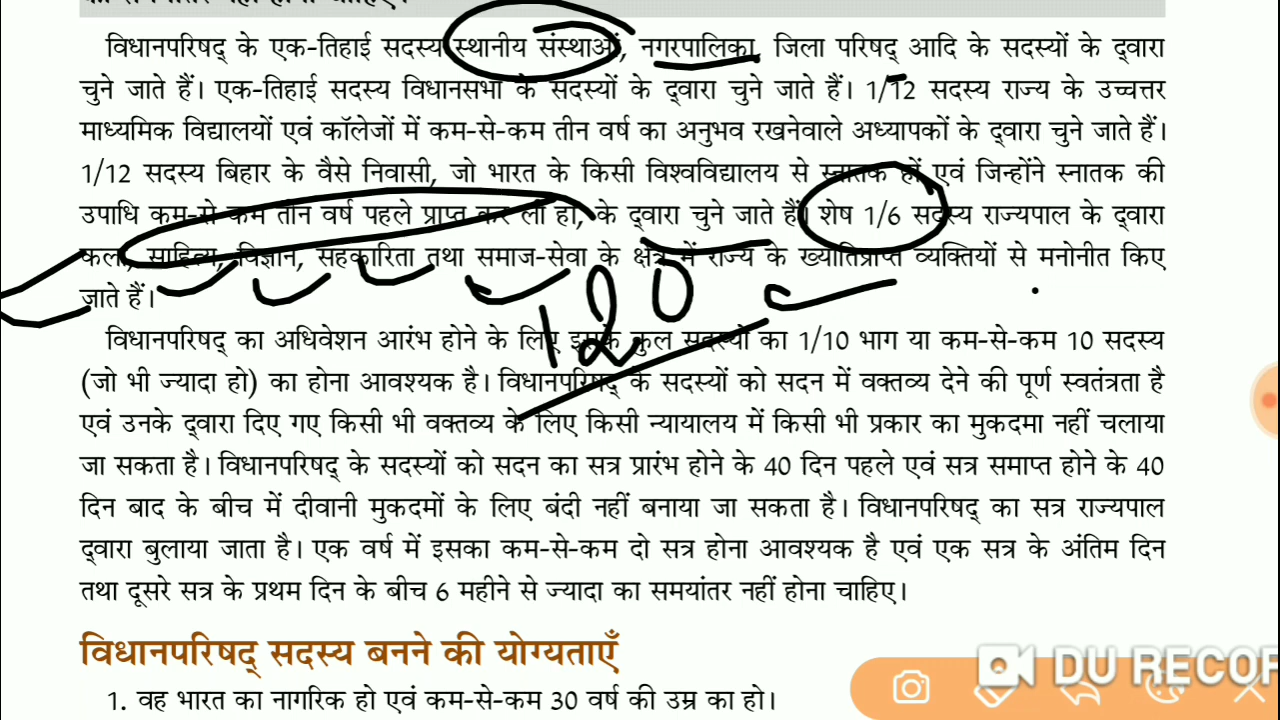 विधानपरिषद् के एक-तिहाई सदस्य स्थानीय संस्थाओं, नगरपालिका, जिला परिषद् आदि के सदस्यों के द्वारा
चुने जाते हैं। एक-तिहाई सदस्य विधानसभा के सदस्यों के द्वारा चुने जाते हैं। 1/12 सदस्य राज्य के उच्चत्तर
माध्यमिक विद्यालयों एवं कॉलेजों में कम-से-कम तीन वर्ष का अनुभव रखनेवाले अध्यापकों के द्वारा चुने जाते हैं।
1/12 सदस्य बिहार के वैसे निवासी, जो भारत के किसी विश्वविद्यालय से स्नातक हों एवं जिन्होंने स्नातक की
उपाधि कम-से-कम तीन वर्ष पहले प्राप्त कर ली हो, के द्वारा चुने जाते हैं। शेष 1/6 सदस्य राज्यपाल के द्वारा
कला, साहित्य, विज्ञान, सहकारिता तथा समाज-सेवा के क्षेत्र में राज्य के ख्यातिप्राप्त व्यक्तियों से मनोनीत किए
जाते हैं।
120
विधानपरिषद् का अधिवेशन आरंभ होने के लिए इसके कुल सदस्यों का 1/10 भाग या कम-से-कम 10 सदस्य
(जो भी ज्यादा हो) का होना आवश्यक है। विधानपरिषद् के सदस्यों को सदन में वक्तव्य देने की पूर्ण स्वतंत्रता है
एवं उनके द्वारा दिए गए किसी भी वक्तव्य के लिए किसी न्यायालय में किसी भी प्रकार का मुकदमा नहीं चलाया
जा सकता है। विधानपरिषद् के सदस्यों को सदन का सत्र प्रारंभ होने के 40 दिन पहले एवं सत्र समाप्त होने के 40
दिन बाद के बीच में दीवानी मुकदमों के लिए बंदी नहीं बनाया जा सकता है। विधानपरिषद् का सत्र राज्यपाल
द्वारा बुलाया जाता है। एक वर्ष में इसका कम-से-कम दो सत्र होना आवश्यक है एवं एक सत्र के अंतिम दिन
तथा दूसरे सत्र के प्रथम दिन के बीच 6 महीने से ज्यादा का समयांतर नहीं होना चाहिए।
विधानपरिषद् सदस्य बनने की योग्यताएँ
1. वह भारत का नागरिक हो एवं कम-से-कम 30 वर्ष की उम्र का हो।
DU RECOR